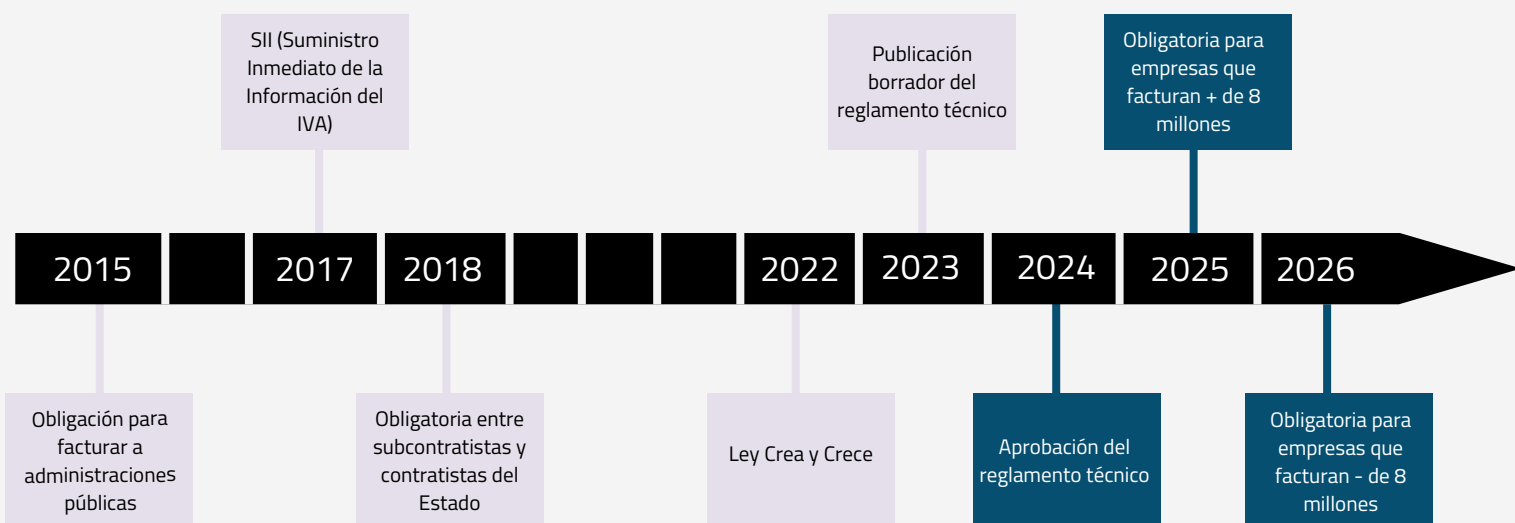 SII (Suministro
Inmediato de la
Información del
IVA)
Publicación
borrador del
reglamento técnico
Obligatoria para
empresas que
facturan + de 8
millones
2015
2017
2018
2022
2023
2024
2025
2026
Obligación para
facturar a
administraciones
públicas
Obligatoria entre
subcontratistas y
contratistas del
Estado
Ley Crea y Crece
Aprobación del
reglamento técnico
Obligatoria para
empresas que
facturan - de 8
millones